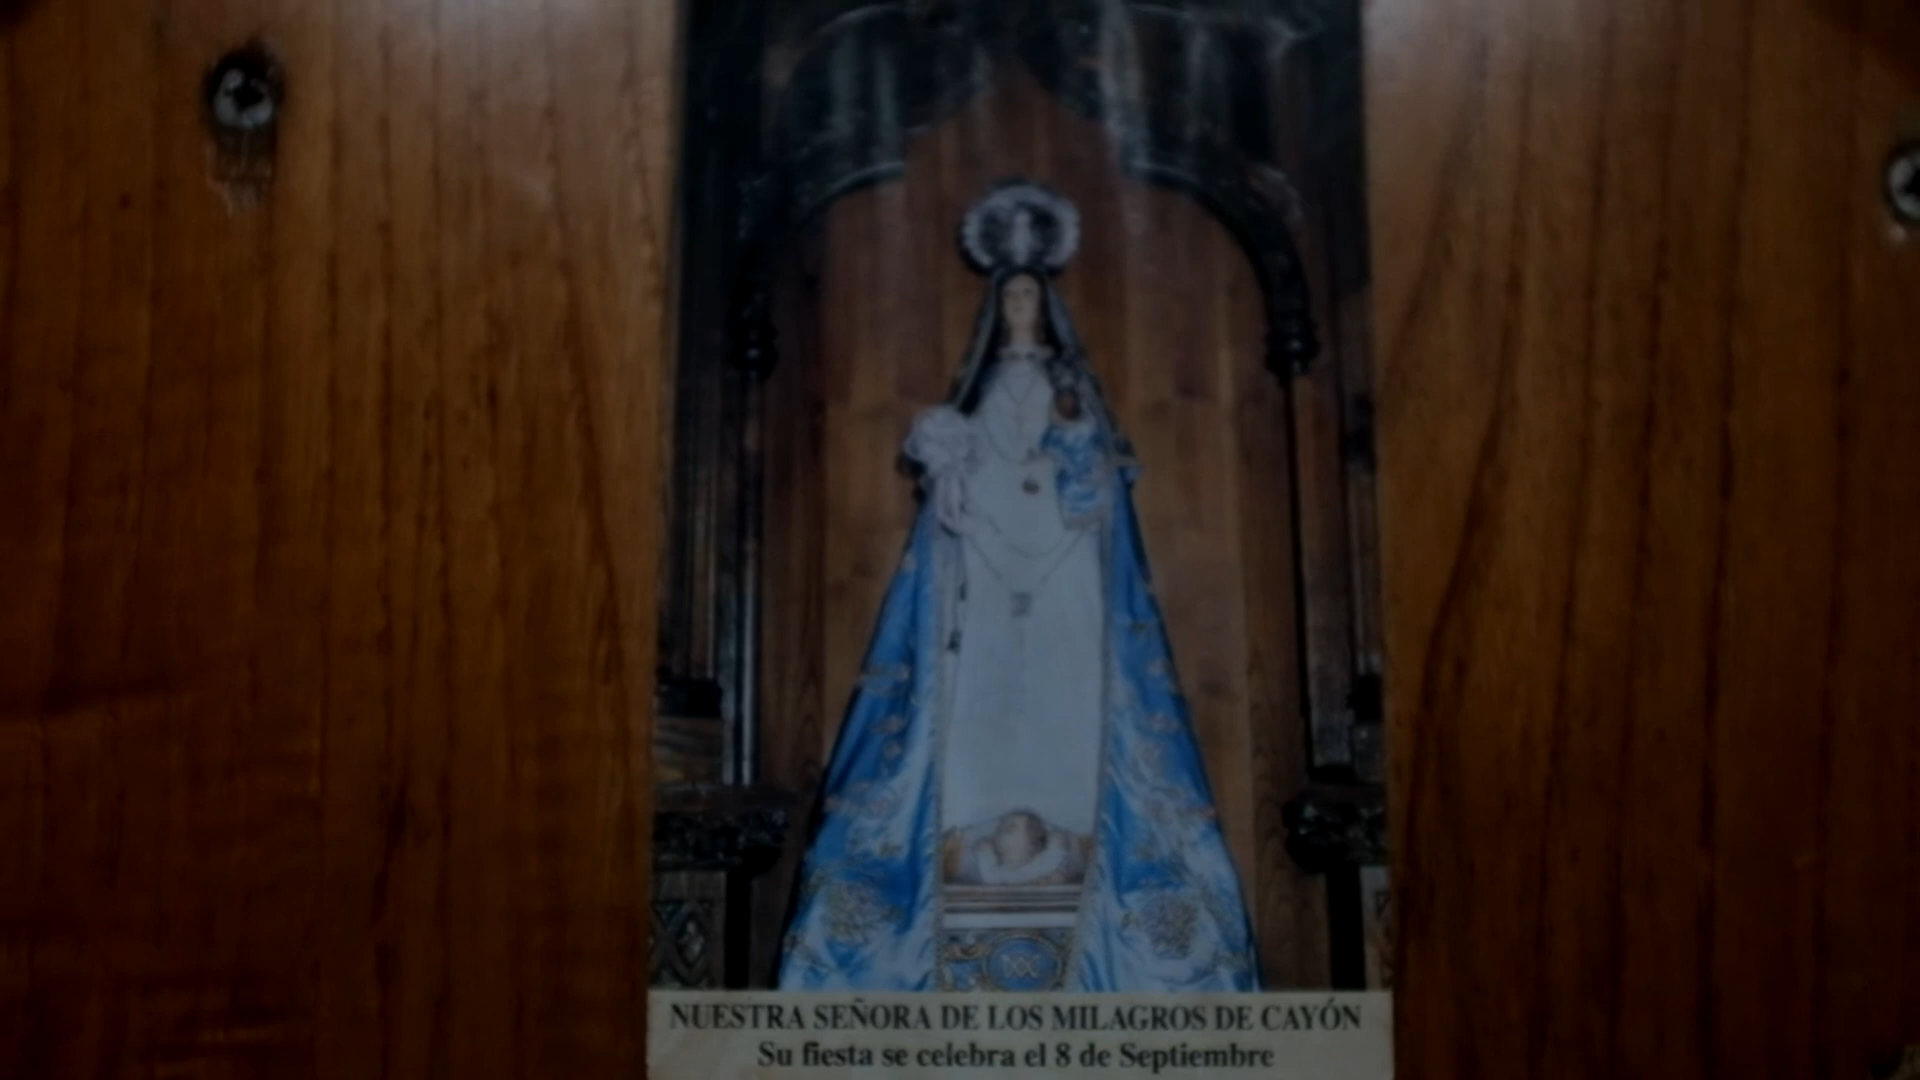 NUESTRA SEÑORA DE LOS MILAGROS DE CAYÓN
Su fiesta se celebra el 8 de Septiembre